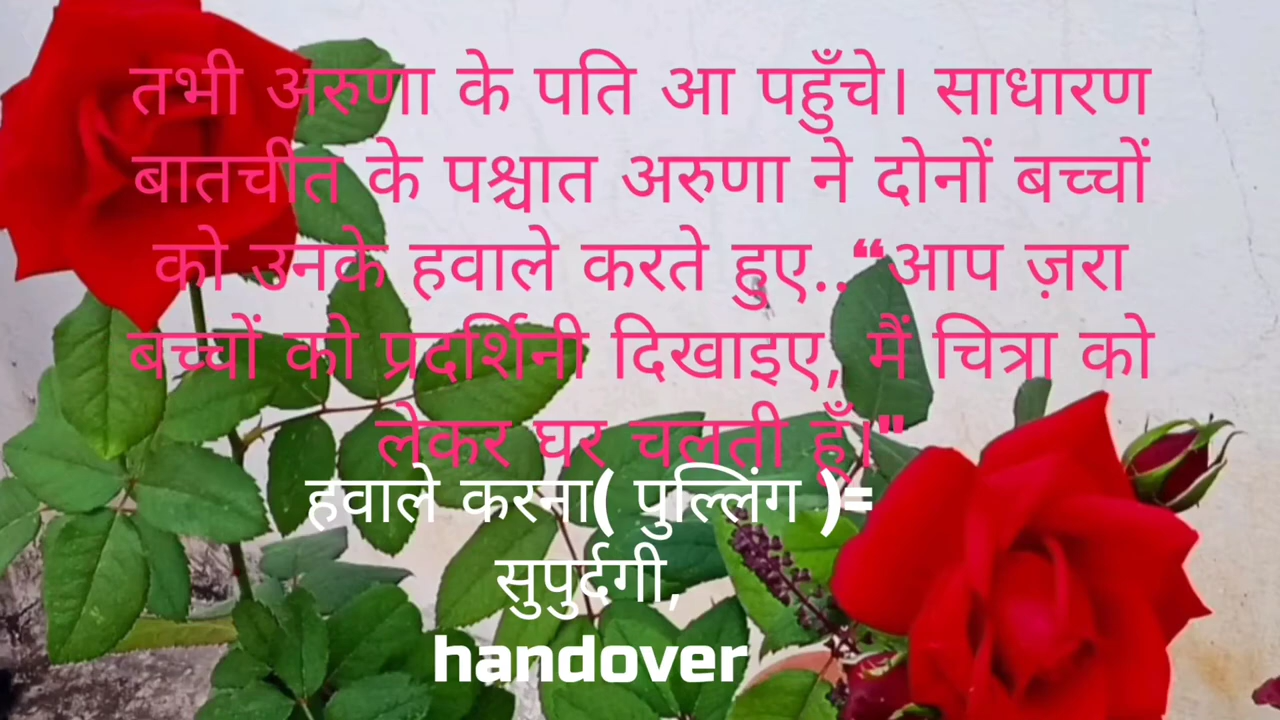 तभी अरुणा के पति आ पहुँचे। साधारण
बातचीत के पश्चात अरुणा ने दोनों बच्चों
को उनके हवाले करते हुए..“आप ज़रा
बच्चों को प्रदर्शिनी दिखाइए, मैं चित्रा को
लेकर घर चलती हूँ।"
हवाले करना( पुल्लिंग )=
सुपुर्दगी,
handover